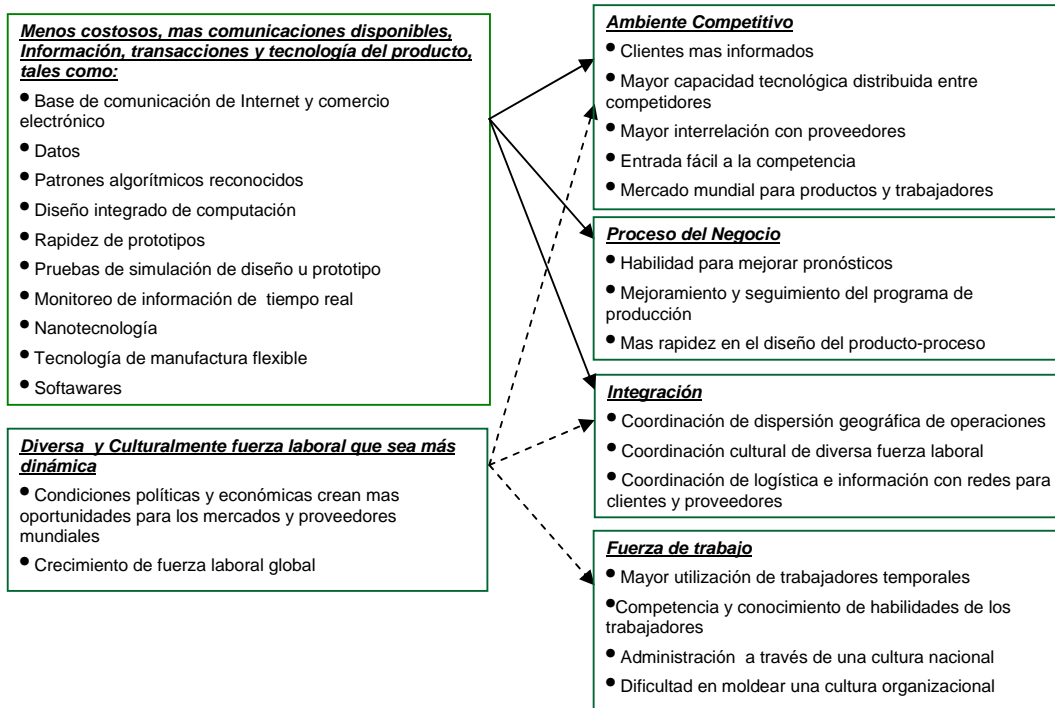 Menos costosos, mas comunicaciones disponibles,
Información, transacciones y tecnología del producto,
tales como:
• Base de comunicación de Internet y comercio
electrónico
• Datos
• Patrones algorítmicos reconocidos
• Diseño integrado de computación
• Rapidez de prototipos
• Pruebas de simulación de diseño u prototipo
• Monitoreo de información de  tiempo real
• Nanotecnología
• Tecnología de manufactura flexible
• Softawares
Diversa  y Culturalmente fuerza laboral que sea más
dinámica
• Condiciones políticas y económicas crean mas
oportunidades para los mercados y proveedores
mundiales
• Crecimiento de fuerza laboral global
Ambiente Competitivo
• Clientes mas informados
• Mayor capacidad tecnológica distribuida entre
competidores
• Mayor interrelación con proveedores
• Entrada fácil a la competencia
• Mercado mundial para productos y trabajadores
Proceso del Negocio
• Habilidad para mejorar pronósticos
• Mejoramiento y seguimiento del programa de
producción
• Mas rapidez en el diseño del producto-proceso
Integración
• Coordinación de dispersión geográfica de operaciones
• Coordinación cultural de diversa fuerza laboral
• Coordinación de logística e información con redes para
clientes y proveedores
Fuerza de trabajo
• Mayor utilización de trabajadores temporales
•Competencia y conocimiento de habilidades de los
trabajadores
• Administración  a través de una cultura nacional
• Dificultad en moldear una cultura organizacional